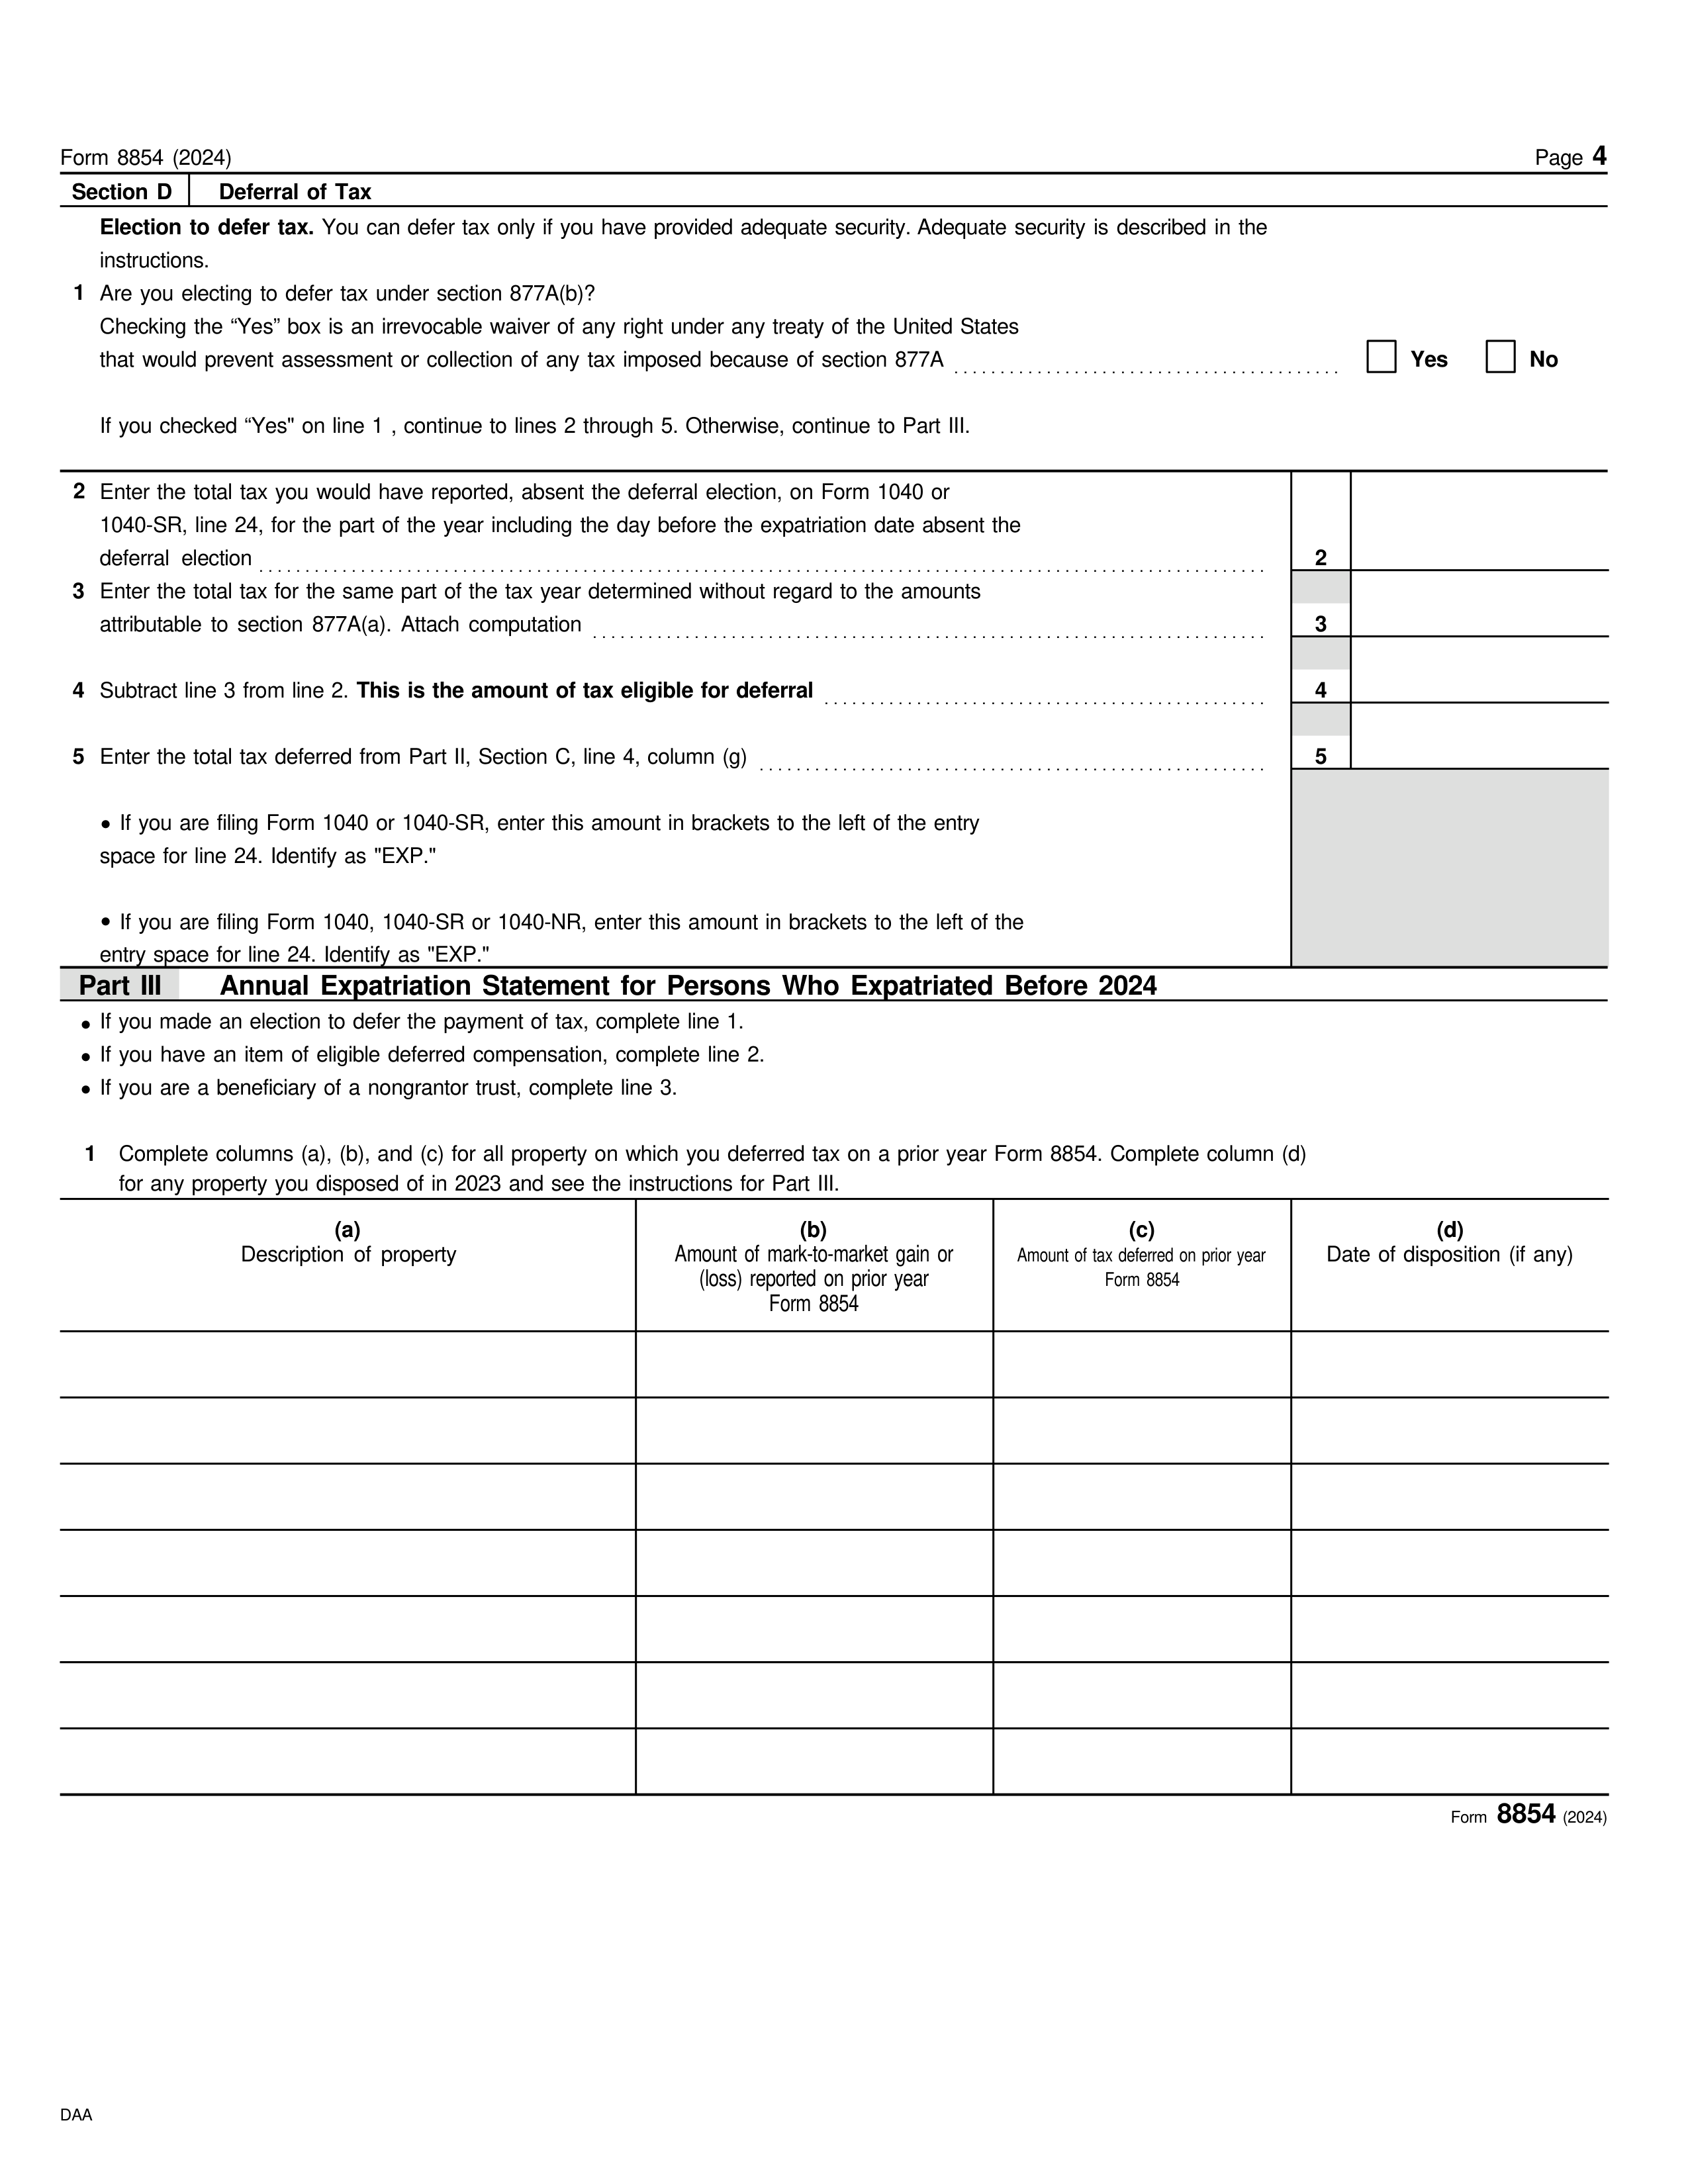 Form 8854 (2024) Page 4
Section D Deferral of Tax
Election to defer tax. You can defer tax only if you have provided adequate security. Adequate security is described in the
instructions.
1 Are you electing to defer tax under section 877A(b)?
Checking the “Yes” box is an irrevocable waiver of any right under any treaty of the United States
that would prevent assessment or collection of any tax imposed because of section 877A Yes No
If you checked “Yes" on line 1 , continue to lines 2 through 5. Otherwise, continue to Part III.
2 Enter the total tax you would have reported, absent the deferral election, on Form 1040 or
1040-SR, line 24, for the part of the year including the day before the expatriation date absent the
deferral election 2
3 Enter the total tax for the same part of the tax year determined without regard to the amounts
attributable to section 877A(a). Attach computation 3
4 Subtract line 3 from line 2. This is the amount of tax eligible for deferral 4
5 Enter the total tax deferred from Part II, Section C, line 4, column (g) 5
• If you are filing Form 1040 or 1040-SR, enter this amount in brackets to the left of the entry
space for line 24. Identify as "EXP."
• If you are filing Form 1040, 1040-SR or 1040-NR, enter this amount in brackets to the left of the
entry space for line 24. Identify as "EXP."
Part III Annual Expatriation Statement for Persons Who Expatriated Before 2024
• If you made an election to defer the payment of tax, complete line 1.
• If you have an item of eligible deferred compensation, complete line 2.
• If you are a beneficiary of a nongrantor trust, complete line 3.
1 Complete columns (a), (b), and (c) for all property on which you deferred tax on a prior year Form 8854. Complete column (d)
for any property you disposed of in 2023 and see the instructions for Part III.
(a)
Description of property
(b)
Amount of mark-to-market gain or
(loss) reported on prior year
Form 8854
(c)
Amount of tax deferred on prior year
Form 8854
(d)
Date of disposition (if any)
Form 8854 (2024)
DAA